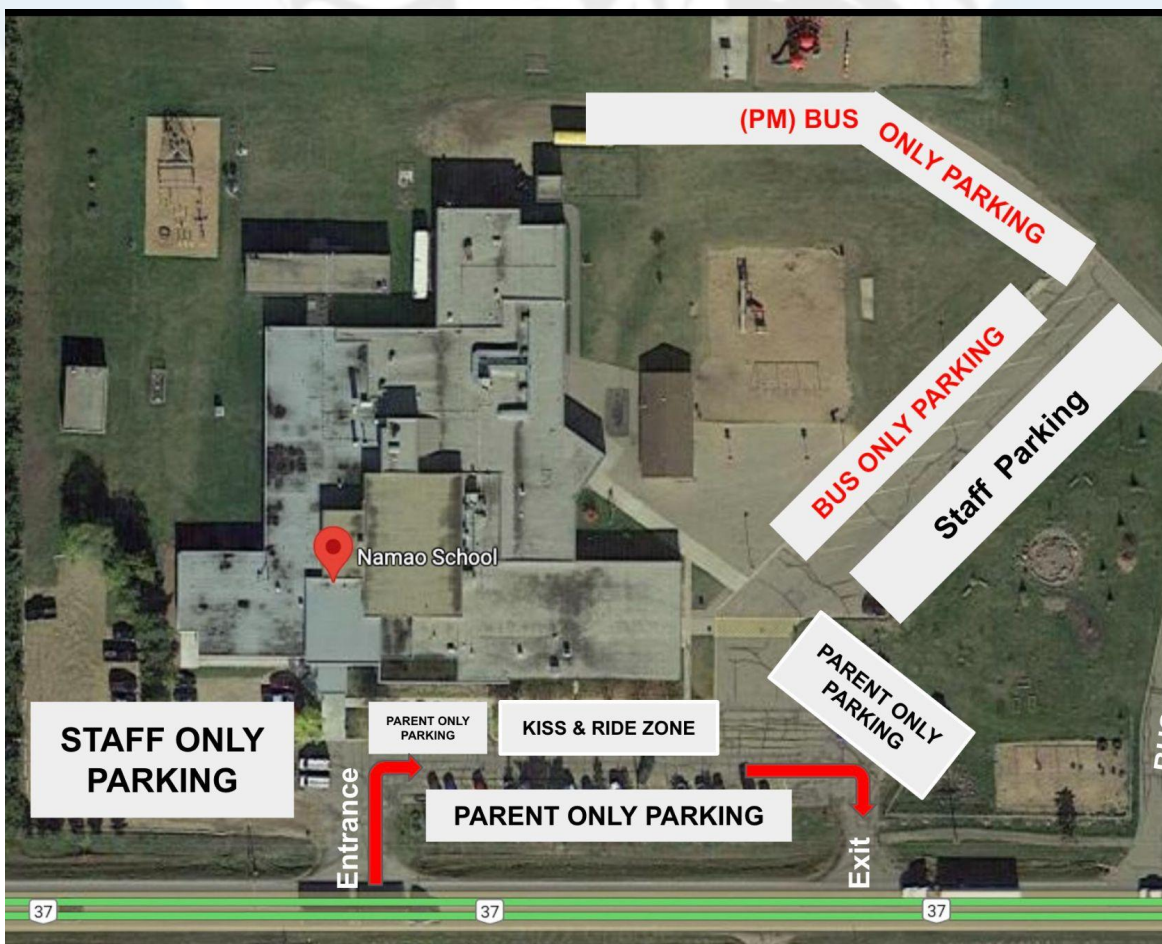 (PM) BUS ONLY PARKING
BUS ONLY PARKING
Staff Parking
Namao School
PARENT ONLY
PARKING
STAFF ONLY
PARKING
PARENT ONLY
PARKING
KISS & RIDE ZONE
PARENT ONLY PARKING
Entrance
Exit
BUS
37
37
37